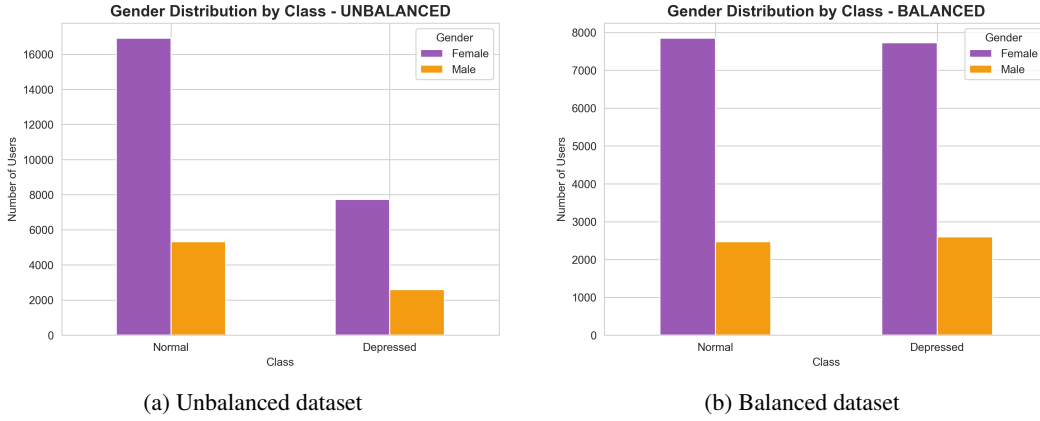 Gender Distribution by Class - UNBALANCED
Gender
Female
Male
16000
14000
12000
10000
8000
6000
4000
2000
0
Number of Users
Normal
Depressed
Class
(a) Unbalanced dataset
Gender Distribution by Class - BALANCED
Gender
Female
Male
8000
7000
6000
5000
4000
3000
2000
1000
0
Number of Users
Normal
Depressed
Class
(b) Balanced dataset